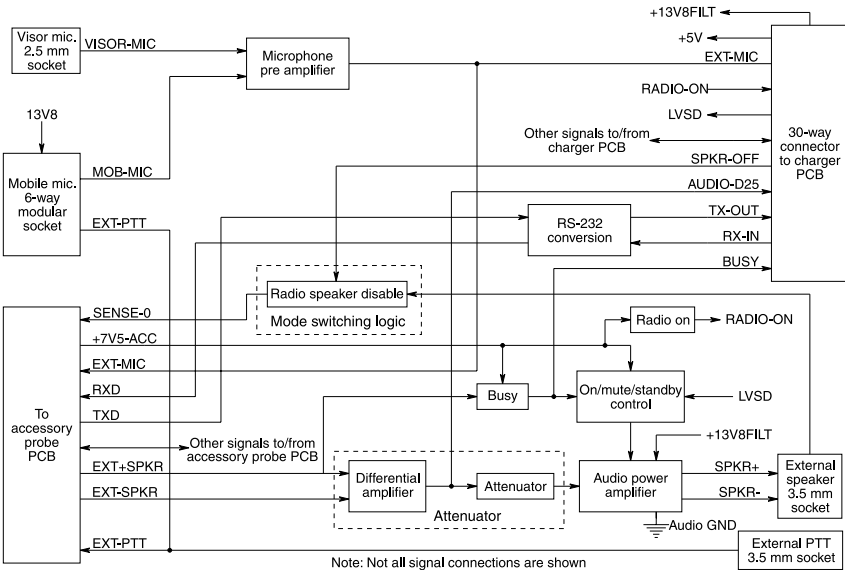 Visor mic.
2.5 mm
socket
VISOR-MIC
Microphone
pre amplifier
+13V8FILT
+5V
EXT-MIC
RADIO-ON
LVSD
Other signals to/from
charger PCB
SPKR-OFF
AUDIO-D25
TX-OUT
RX-IN
BUSY
30-way
connector
to charger
PCB
13V8
Mobile mic.
6-way
modular
socket
MOB-MIC
EXT-PTT
RS-232
conversion
Radio speaker disable
Mode switching logic
To
accessory
probe
PCB
SENSE-0
+7V5-ACC
EXT-MIC
RXD
TXD
Other signals to/from
accessory probe PCB
EXT+SPKR
EXT-SPKR
EXT-PTT
Radio on
RADIO-ON
Busy
On/mute/standby
control
LVSD
+13V8FILT
Differential
amplifier
Attenuator
Attenuator
Audio power
amplifier
SPKR+
SPKR-
Audio GND
External
speaker
3.5 mm
socket
External PTT
3.5 mm socket
Note: Not all signal connections are shown